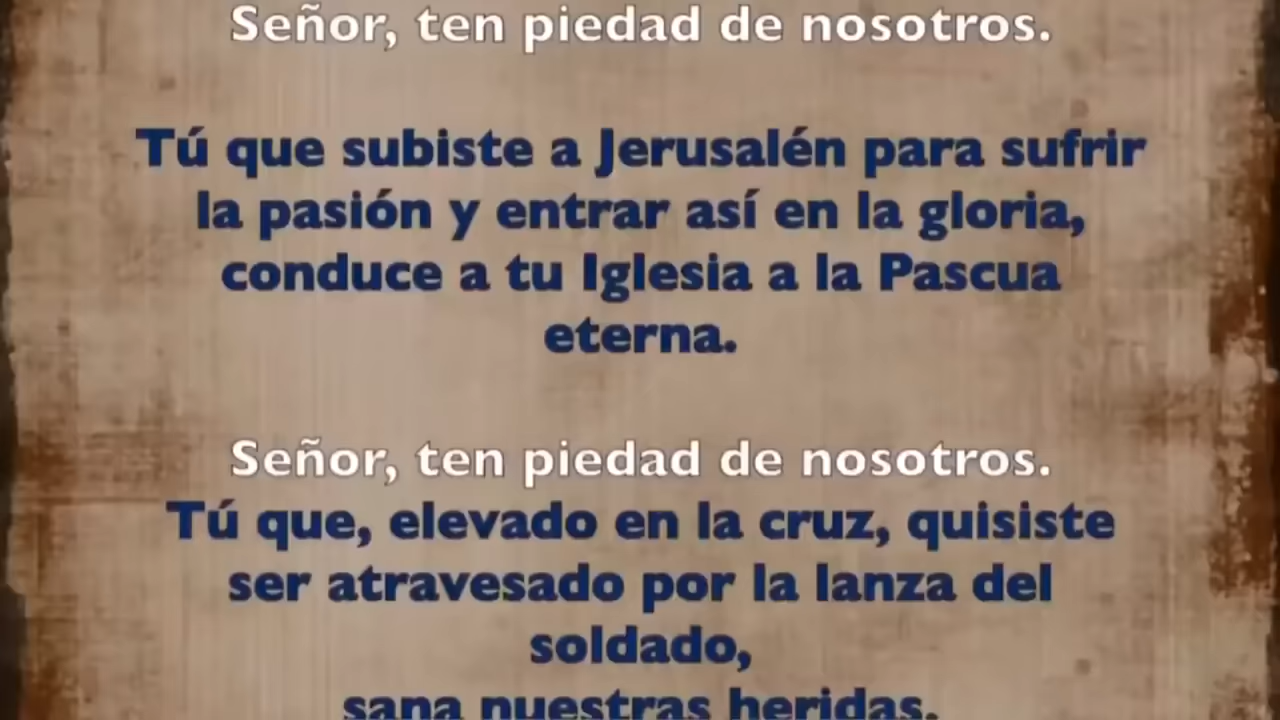 Señor, ten piedad de nosotros.
Tú que subiste a Jerusalén para sufrir
la pasión y entrar así en la gloria,
conduce a tu Iglesia a la Pascua
eterna.
Señor, ten piedad de nosotros.
Tú que, elevado en la cruz, quisiste
ser atravesado por la lanza del
soldado,
sana nuestras heridas.